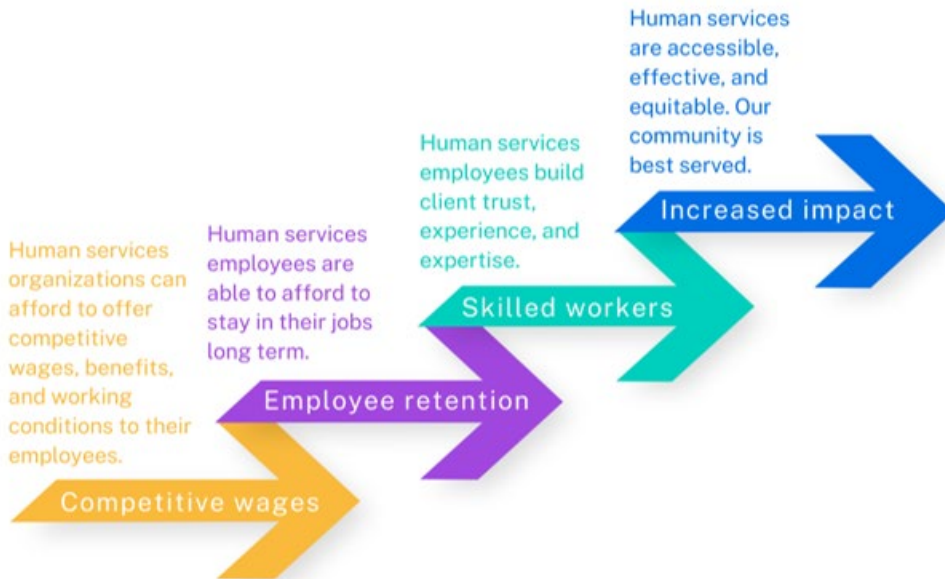 Human services
organizations can
afford to offer
competitive
wages, benefits,
and working
conditions to their
employees.
Competitive wages
Human services
employees are
able to afford to
stay in their jobs
long term.
Employee retention
Human services
employees build
client trust,
experience, and
expertise.
Skilled workers
Human services
are accessible,
effective, and
equitable. Our
community is
best served.
Increased impact